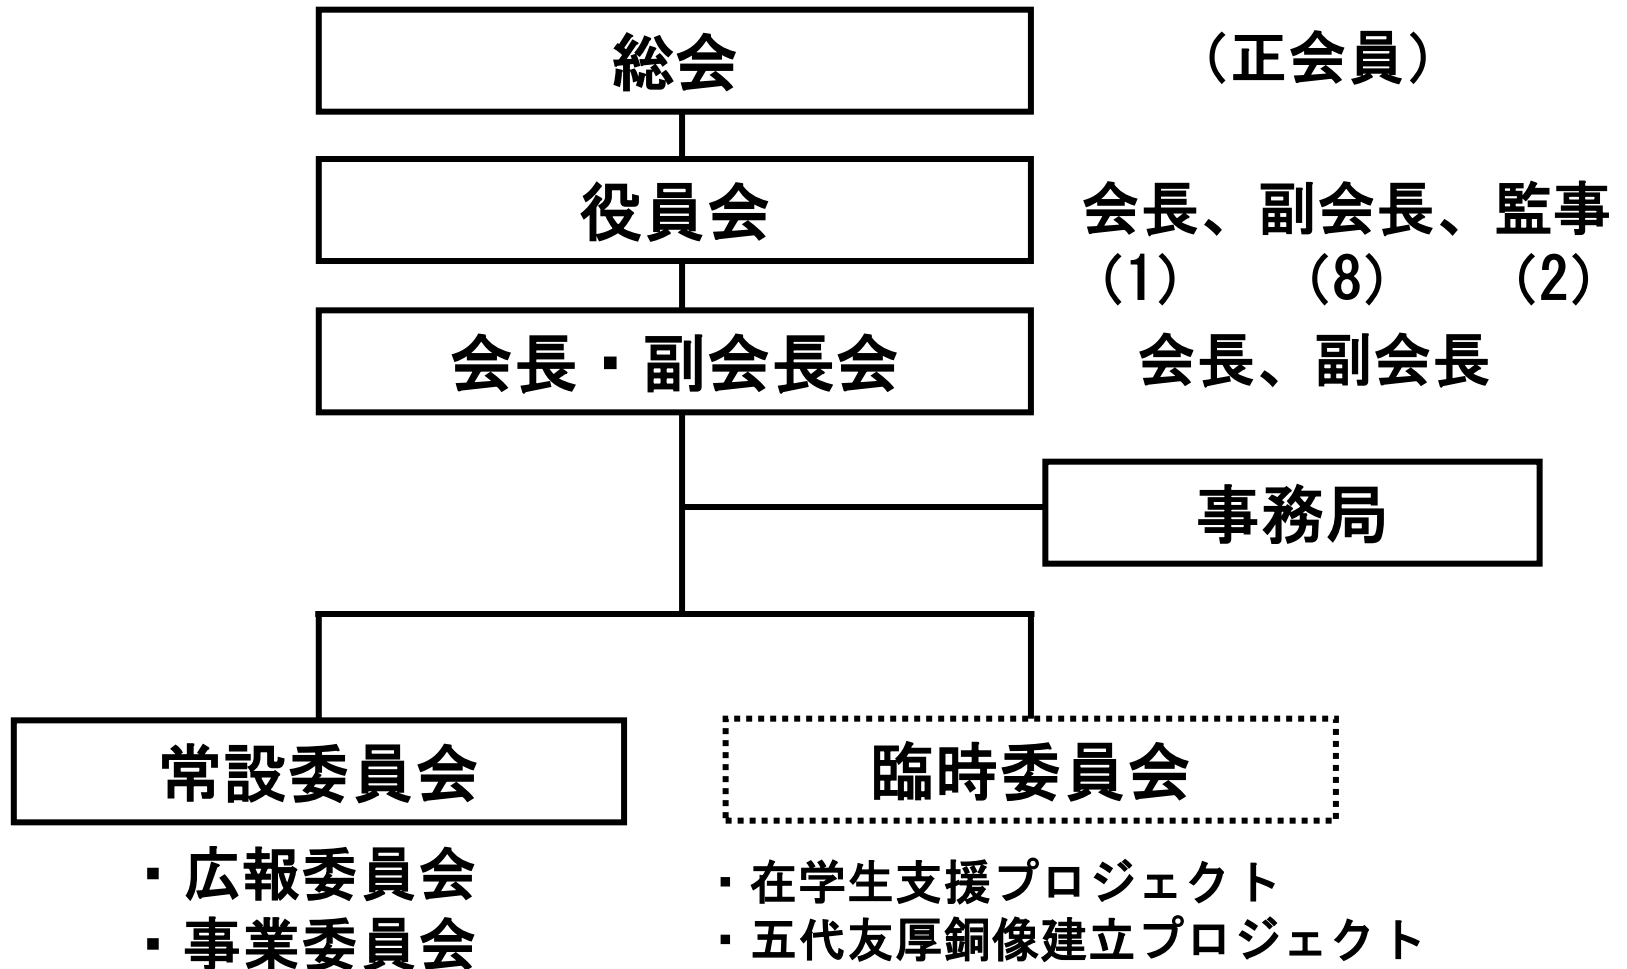 総会
（正会員）
役員会
会長、副会長、監事
（1）（8）（2）
会長・副会長会
会長、副会長
事務局
常設委員会
臨時委員会
・広報委員会
・事業委員会
・在学生支援プロジェクト
・五代友厚銅像建立プロジェクト